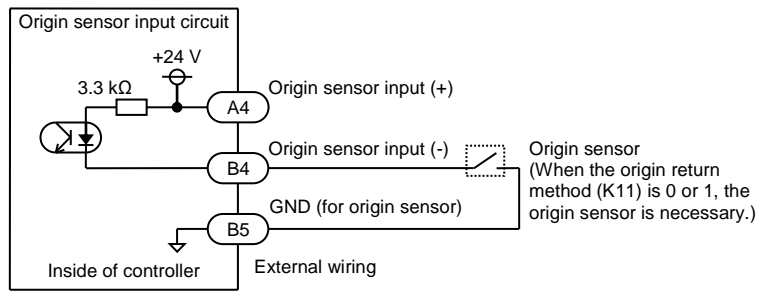 Origin sensor input circuit
+24 V
3.3 kΩ
A4
Origin sensor input (+)
B4
Origin sensor input (-)
Origin sensor
(When the origin return
method (K11) is 0 or 1, the
origin sensor is necessary.)
B5
GND (for origin sensor)
Inside of controller
External wiring